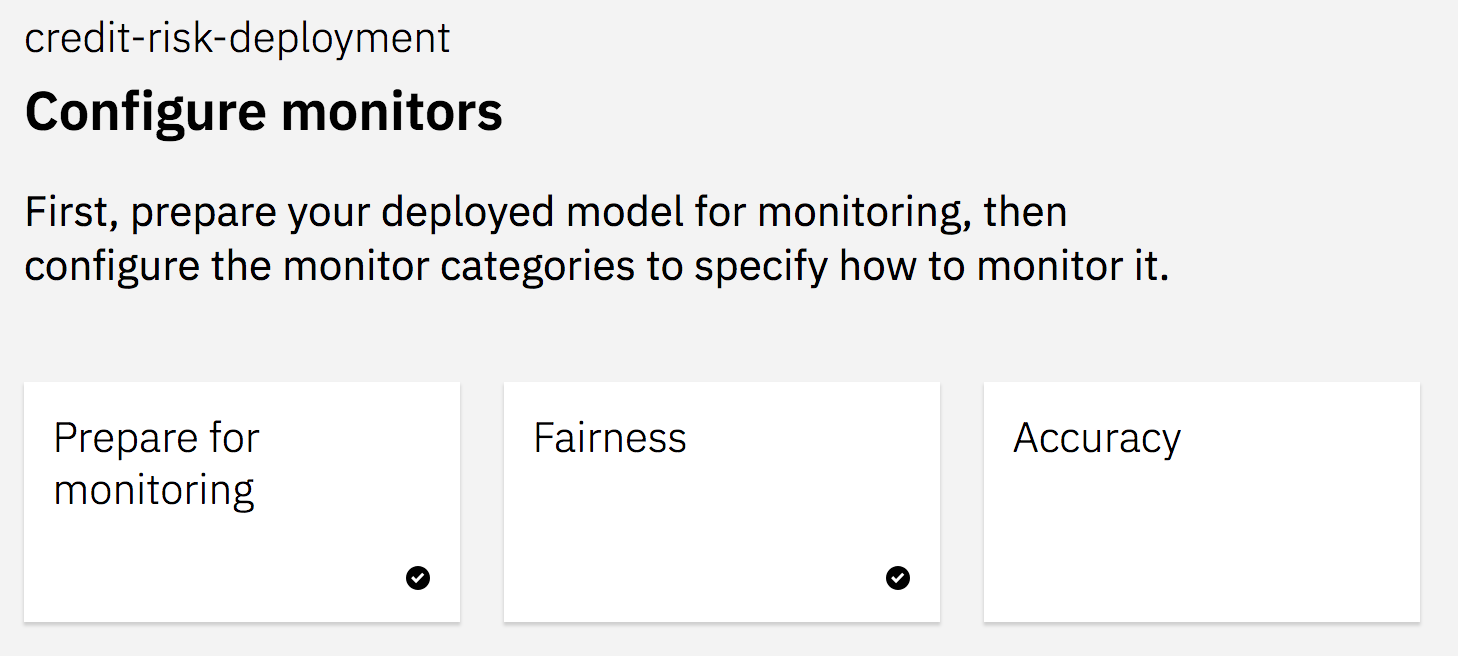 credit-risk-deployment
Configure monitors
First, prepare your deployed model for monitoring, then
configure the monitor categories to specify how to monitor it.
Prepare for
monitoring
Fairness
Accuracy